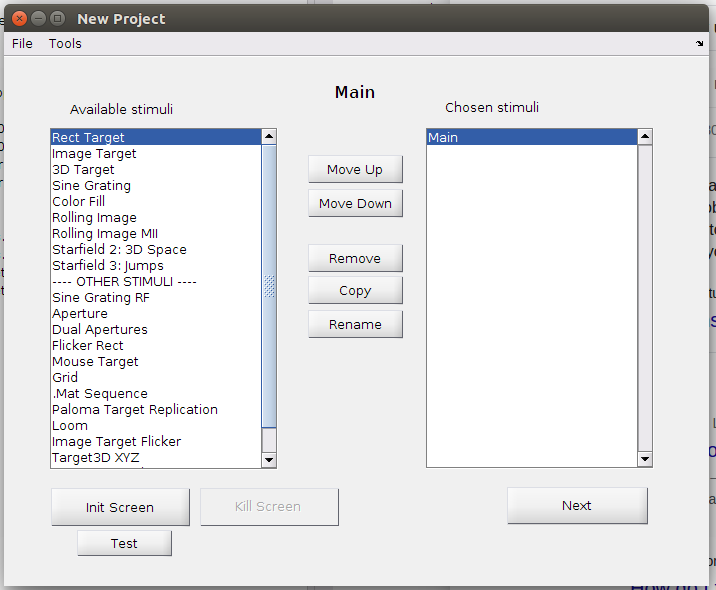 New Project
File Tools
Main
Available stimuli
Chosen stimuli
Rect Target
Image Target
3D Target
Sine Grating
Color Fill
Rolling Image
Rolling Image MII
Starfield 2: 3D Space
Starfield 3: Jumps
---- OTHER STIMULI ----
Sine Grating RF
Aperture
Dual Apertures
Flicker Rect
Mouse Target
Grid
.Mat Sequence
Paloma Target Replication
Loom
Image Target Flicker
Target3D XYZ
Move Up
Move Down
Remove
Copy
Rename
Main
Init Screen
Kill Screen
Next
Test